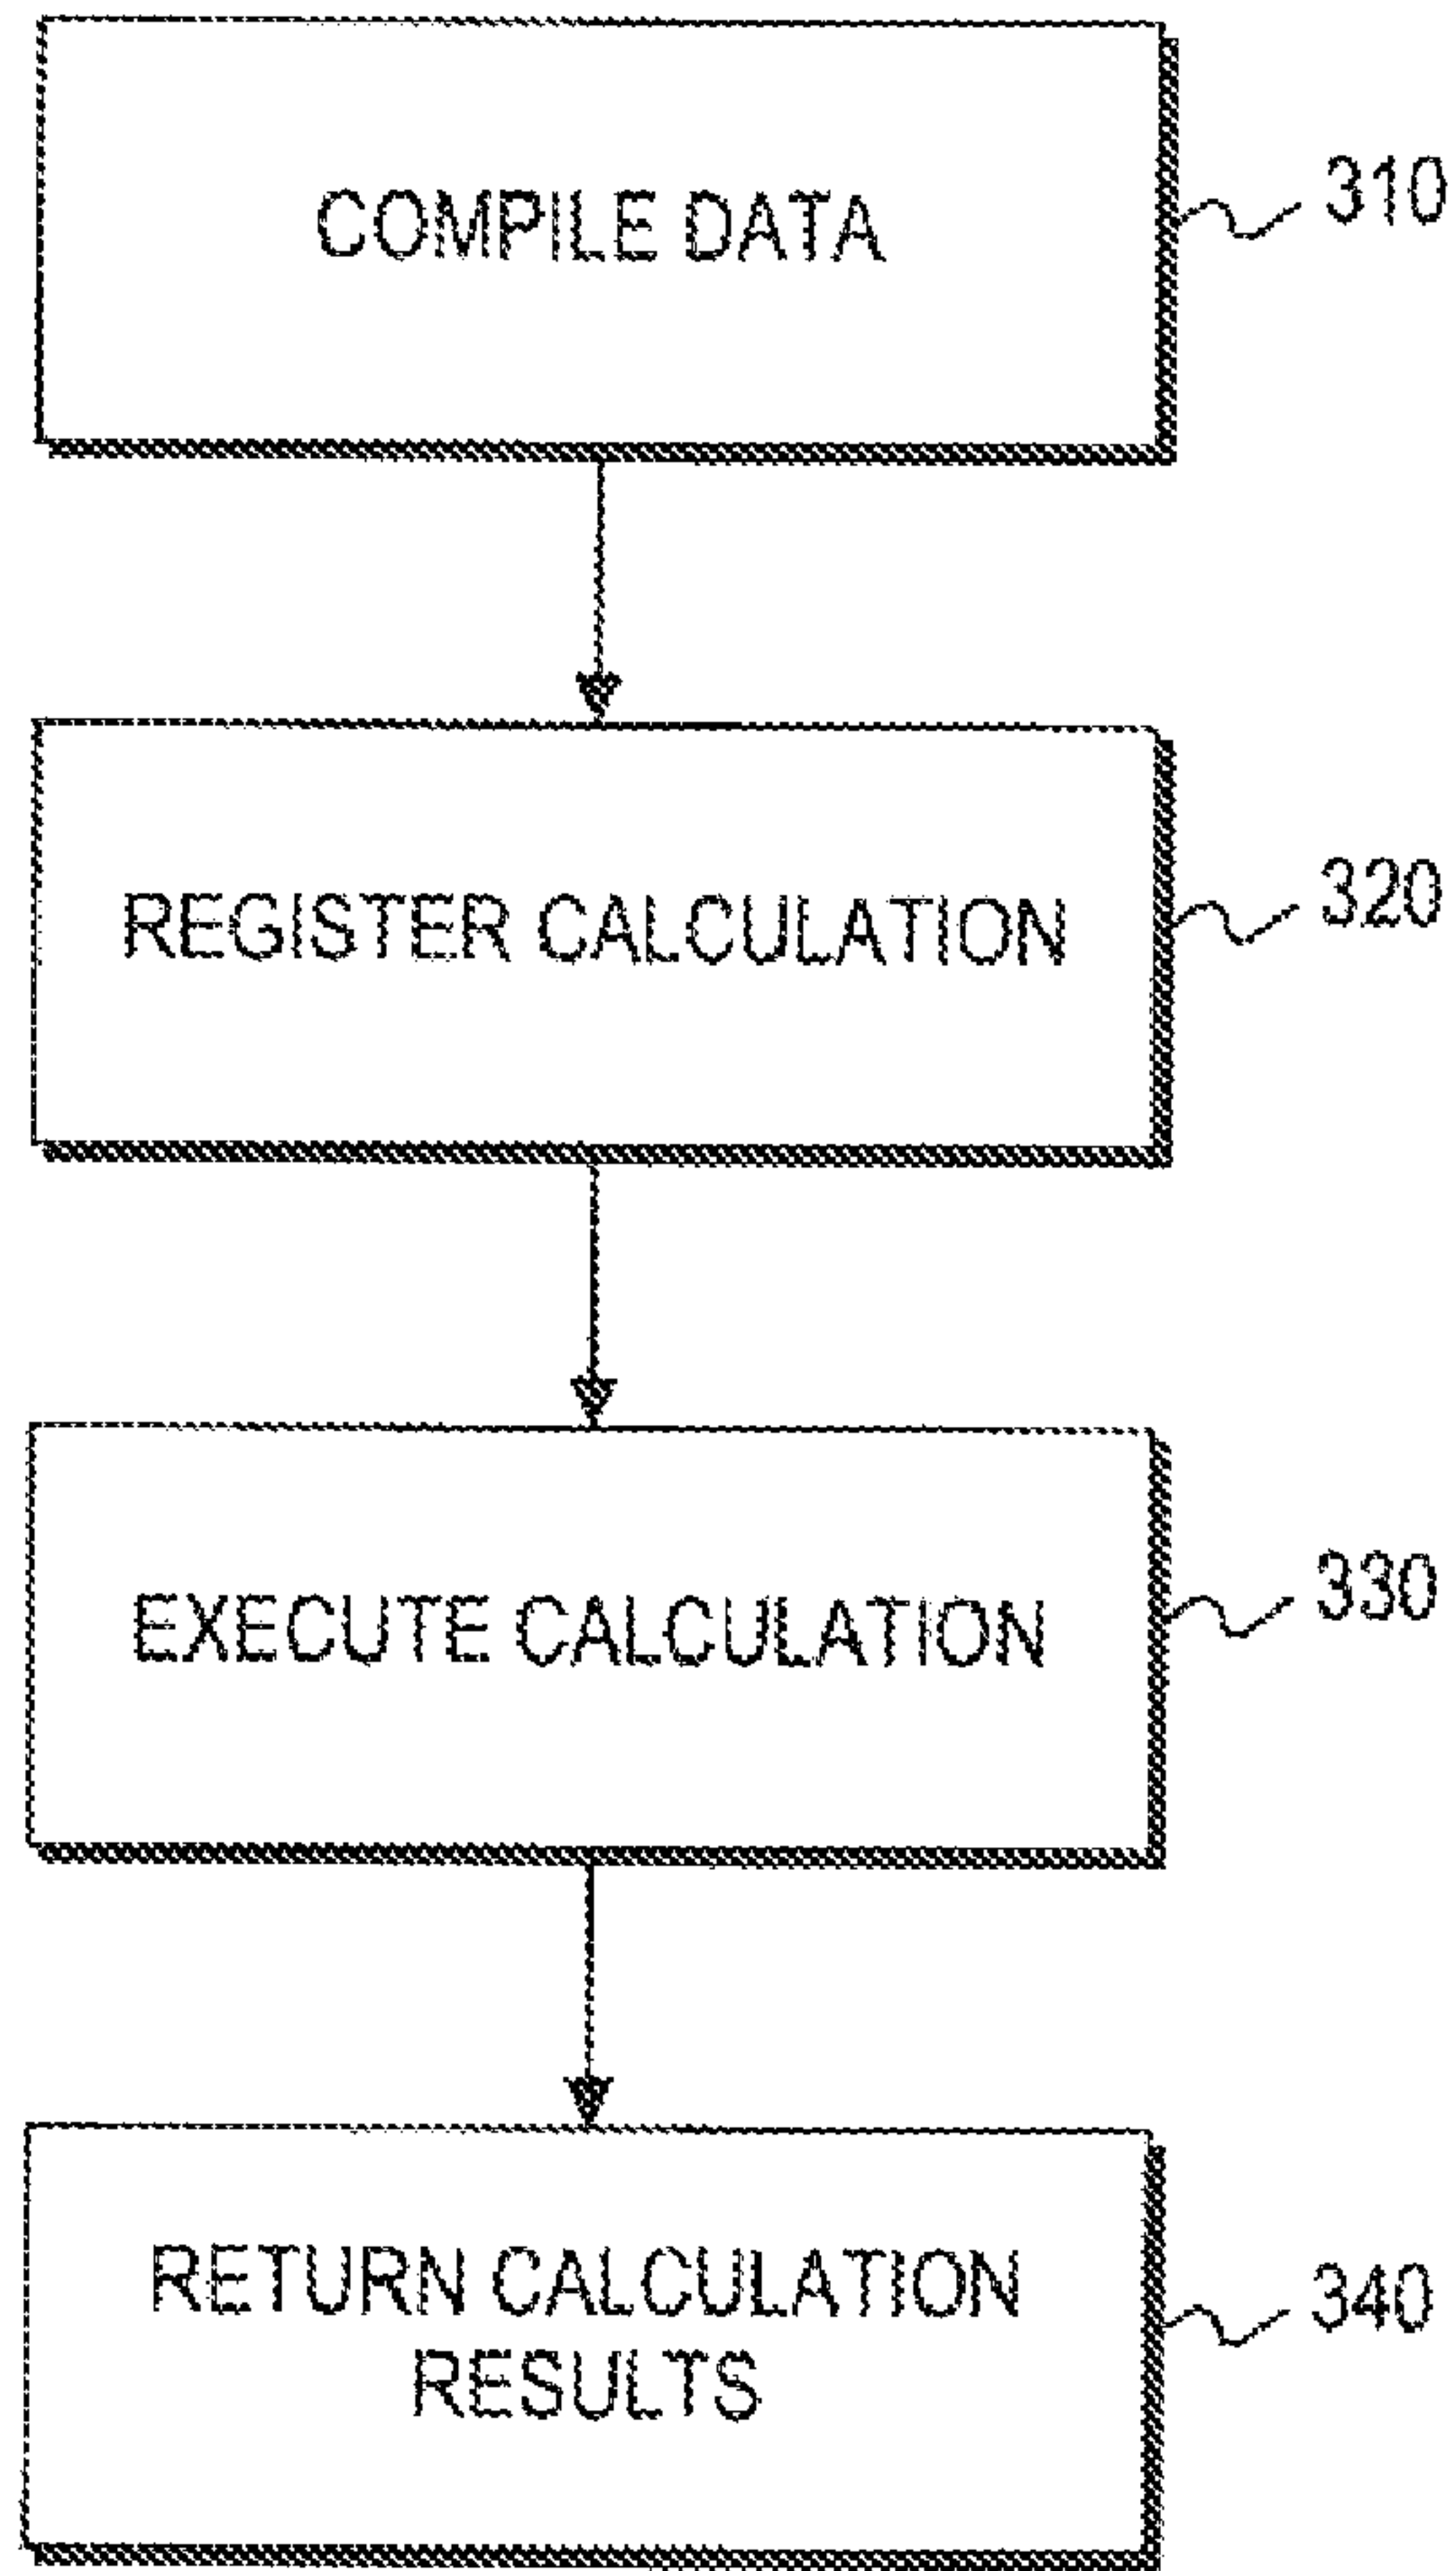 COMPILE DATA
310
REGISTER CALCULATION
320
EXECUTE CALCULATION
330
RETURN CALCULATION
RESULTS
340